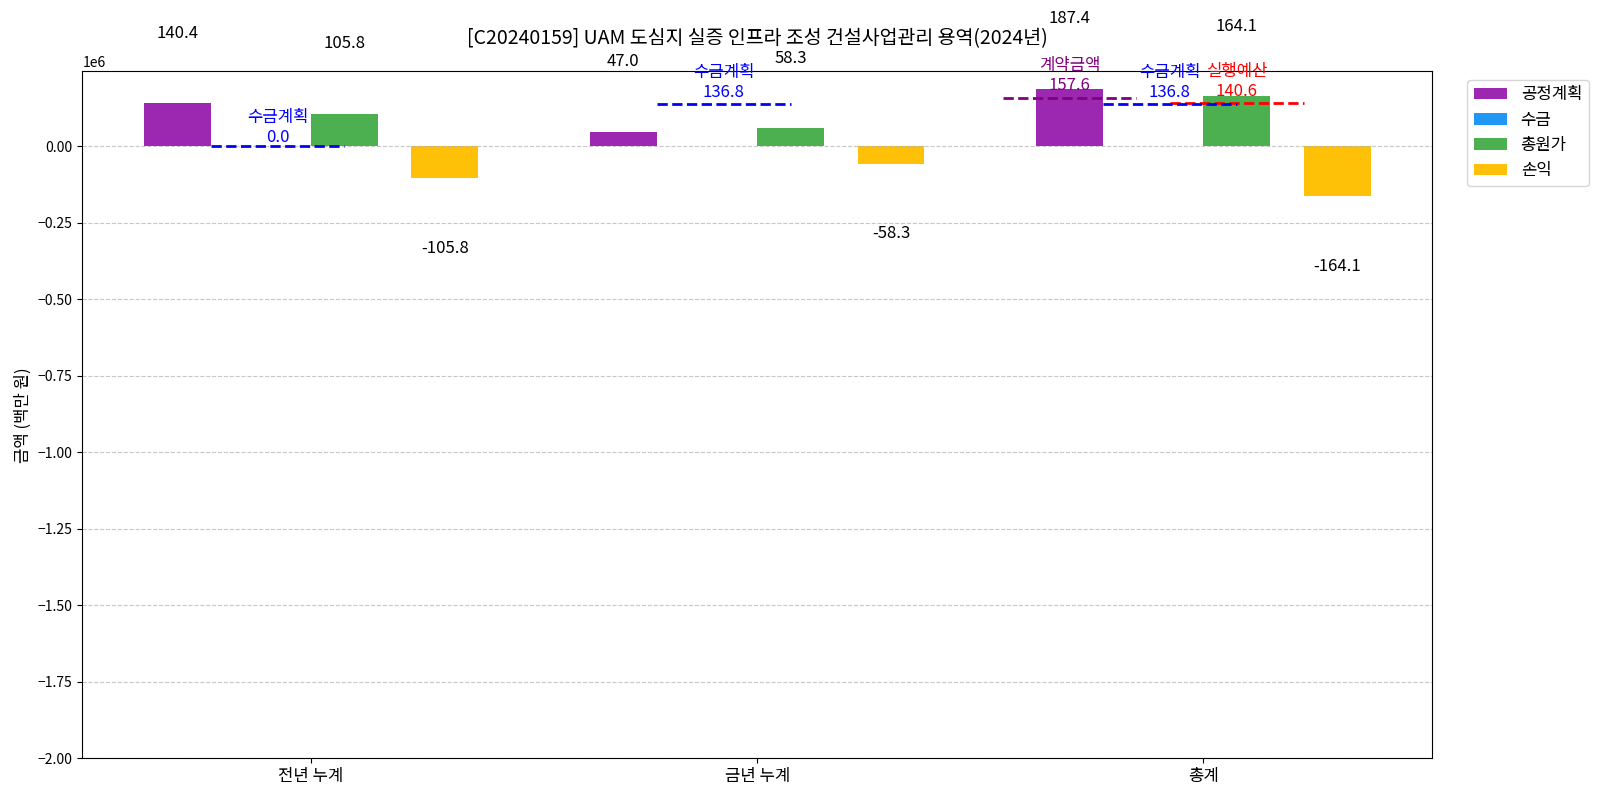 [C20240159] UAM 도심지 실증 인프라 조성 건설사업관리 용역(2024년)
1e6
금액 (백만 원)
0.00
−0.25
−0.50
−0.75
−1.00
−1.25
−1.50
−1.75
−2.00
140.4
수금계획
0.0
105.8
-105.8
47.0
수금계획
136.8
58.3
-58.3
187.4
계약금액
157.6
수금계획
136.8
164.1
실행예산
140.6
-164.1
전년 누계
금년 누계
총계
공정계획
수금
총원가
손익